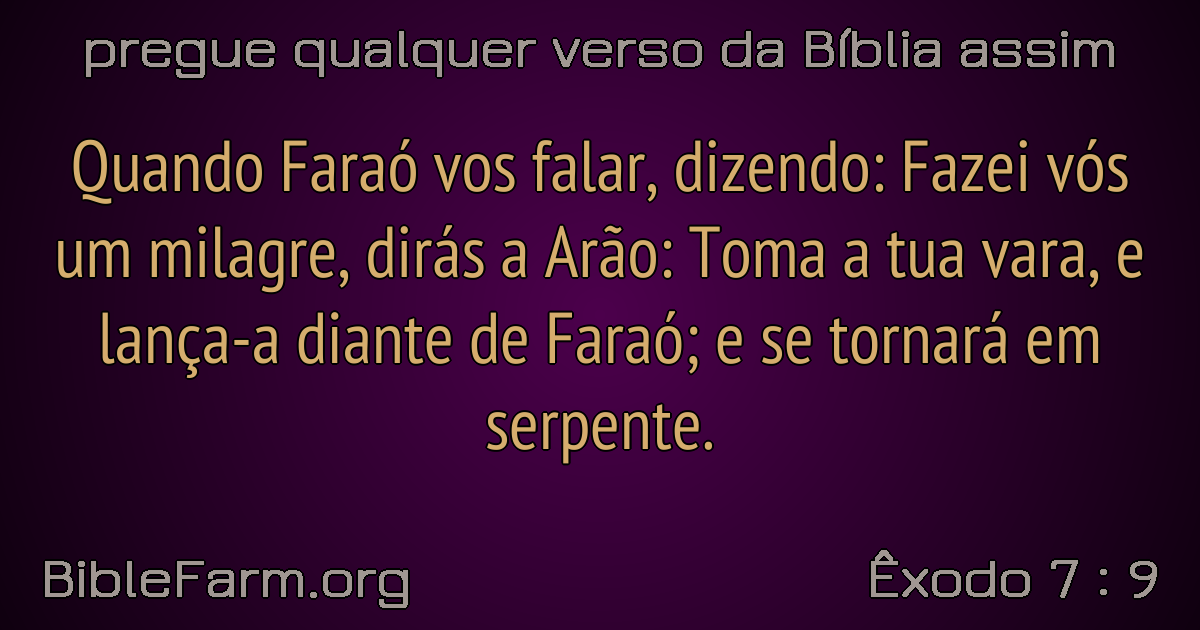 pregue qualquer verso da Bíblia assim
Quando Faraó vos falar, dizendo: Fazei vós
um milagre, dirás a Arão: Toma a tua vara, e
lança-a diante de Faraó; e se tornará em
serpente.
BibleFarm.org
Êxodo 7 : 9